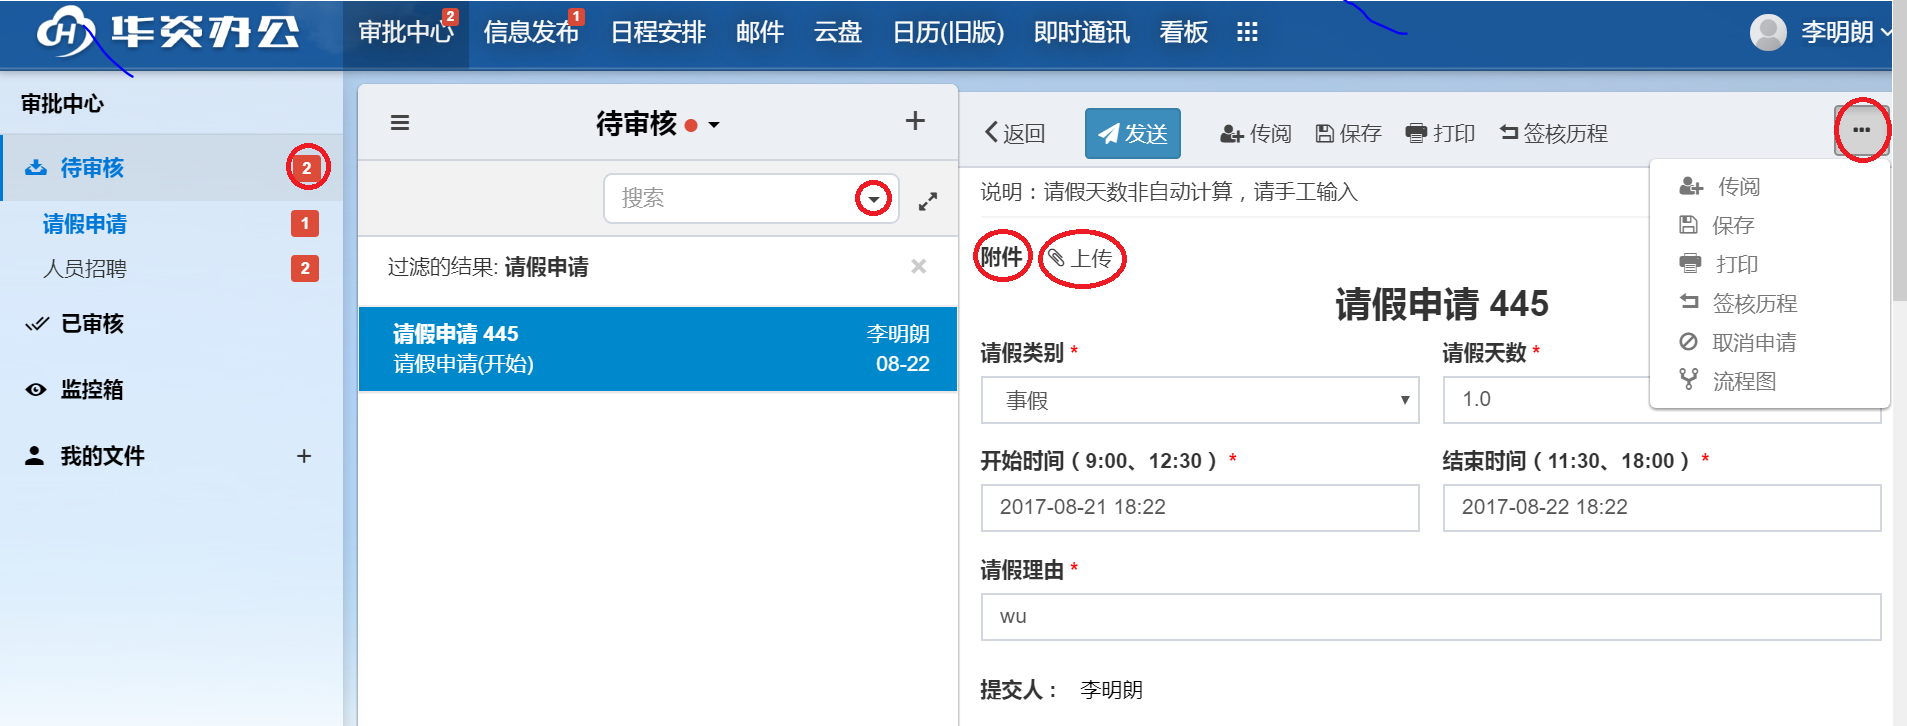 华炎办公
审批中心 2 信息发布 1 日程安排 邮件 云盘 日历(旧版) 即时通讯 看板 李明朗
审批中心
待审核 2
请假申请 1
人员招聘 2
已审核
监控箱
我的文件 +
待审核 +
搜索
过滤的结果: 请假申请 ×
请假申请 445 李明朗
请假申请(开始) 08-22
返回 发送 传阅 保存 打印 签核历程 ...
传阅
保存
打印
签核历程
取消申请
流程图
说明：请假天数非自动计算，请手工输入
附件 上传
请假申请 445
请假类别 * 请假天数 *
事假 1.0
开始时间（9:00、12:30）* 结束时间（11:30、18:00）*
2017-08-21 18:22 2017-08-22 18:22
请假理由 *
wu
提交人： 李明朗